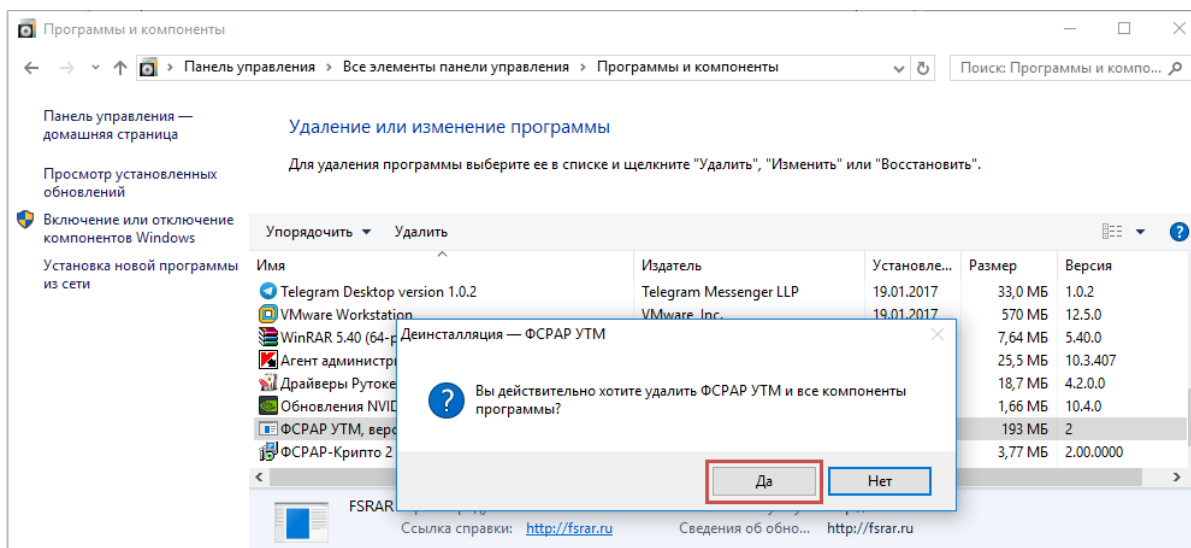 Программы и компоненты
Панель управления › Все элементы панели управления › Программы и компоненты
Поиск: Программы и компо...
Панель управления —
домашняя страница
Просмотр установленных
обновлений
Включение или отключение
компонентов Windows
Установка новой программы
из сети
Удаление или изменение программы
Для удаления программы выберите ее в списке и щелкните "Удалить", "Изменить" или "Восстановить".
Упорядочить Удалить
Имя Издатель Установле... Размер Версия
Telegram Desktop version 1.0.2 Telegram Messenger LLP 19.01.2017 33,0 МБ 1.0.2
VMware Workstation VMware, Inc. 19.01.2017 570 МБ 12.5.0
WinRAR 5.40 (64-р 7,64 МБ 5.40.0
Агент администр 25,5 МБ 10.3.407
Драйверы Рутоке 18,7 МБ 4.2.0.0
Обновления NVID 1,66 МБ 10.4.0
ФСРАР УТМ, верс 193 МБ 2
ФСРАР-Крипто 2 3,77 МБ 2.00.0000
Деинсталляция — ФСРАР УТМ
Вы действительно хотите удалить ФСРАР УТМ и все компоненты
программы?
Да Нет
FSRAR
Ссылка справки: http://fsrar.ru Сведения об обно... http://fsrar.ru